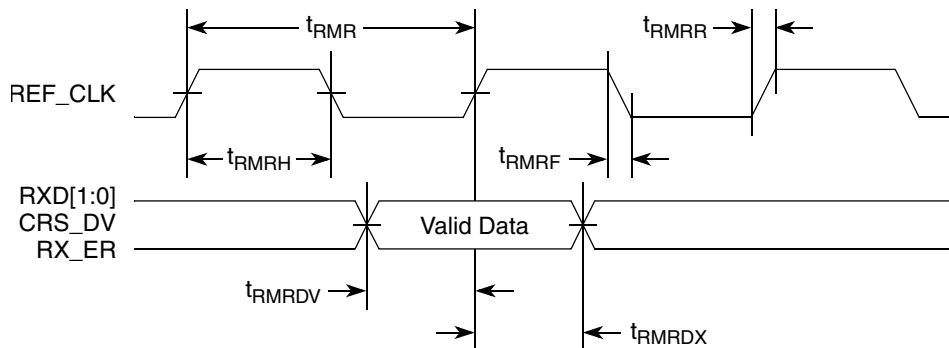 tRMR
tRMRR
REF_CLK
tRMRH
tRMRF
RXD[1:0]
CRS_DV
RX_ER
Valid Data
tRMRDV
tRMRDX